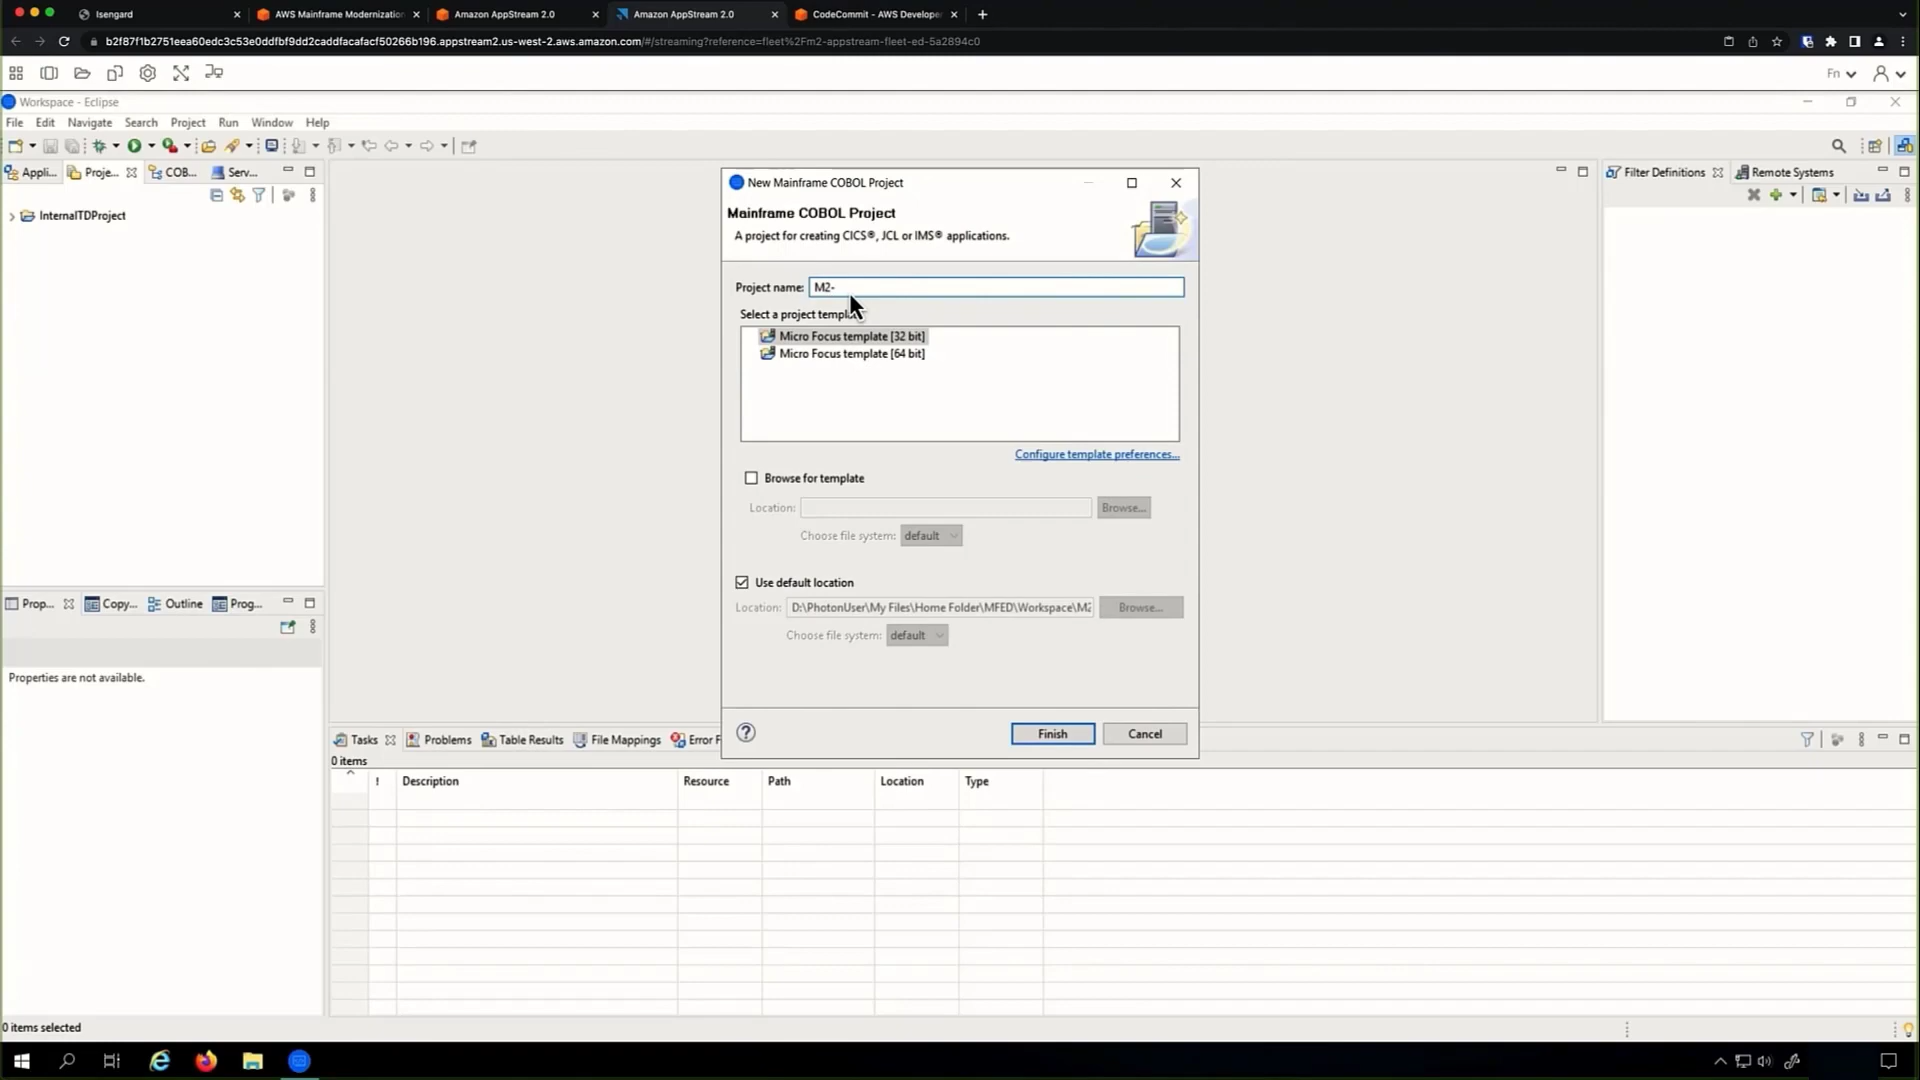 Isengard
AWS Mainframe Modernization
Amazon AppStream 2.0
Amazon AppStream 2.0
CodeCommit - AWS Develope
b2f87f1b2751eea60edc3c53e0ddfbf9dd2caddfacafacf50266b196.appstream2.us-west-2.aws.amazon.com/#/streaming?reference=fleet%2Fm2-appstream-fleet-ed-5a2894c0
Fn
Workspace - Eclipse
File Edit Navigate Search Project Run Window Help
Appli... Proje... COB... Serv...
Filter Definitions Remote Systems
InternalTDProject
New Mainframe COBOL Project
Mainframe COBOL Project
A project for creating CICS®, JCL or IMS® applications.
Project name: M2-
Select a project templa
Micro Focus template [32 bit]
Micro Focus template [64 bit]
Configure template preferences...
Browse for template
Location: Browse...
Choose file system: default
Use default location
Location: D:\PhotonUser\My Files\Home Folder\MFED\Workspace\M2 Browse...
Choose file system: default
? Finish Cancel
Prop... Copy... Outline Prog...
Properties are not available.
Tasks Problems Table Results File Mappings Error F
0 items
! Description Resource Path Location Type
0 items selected